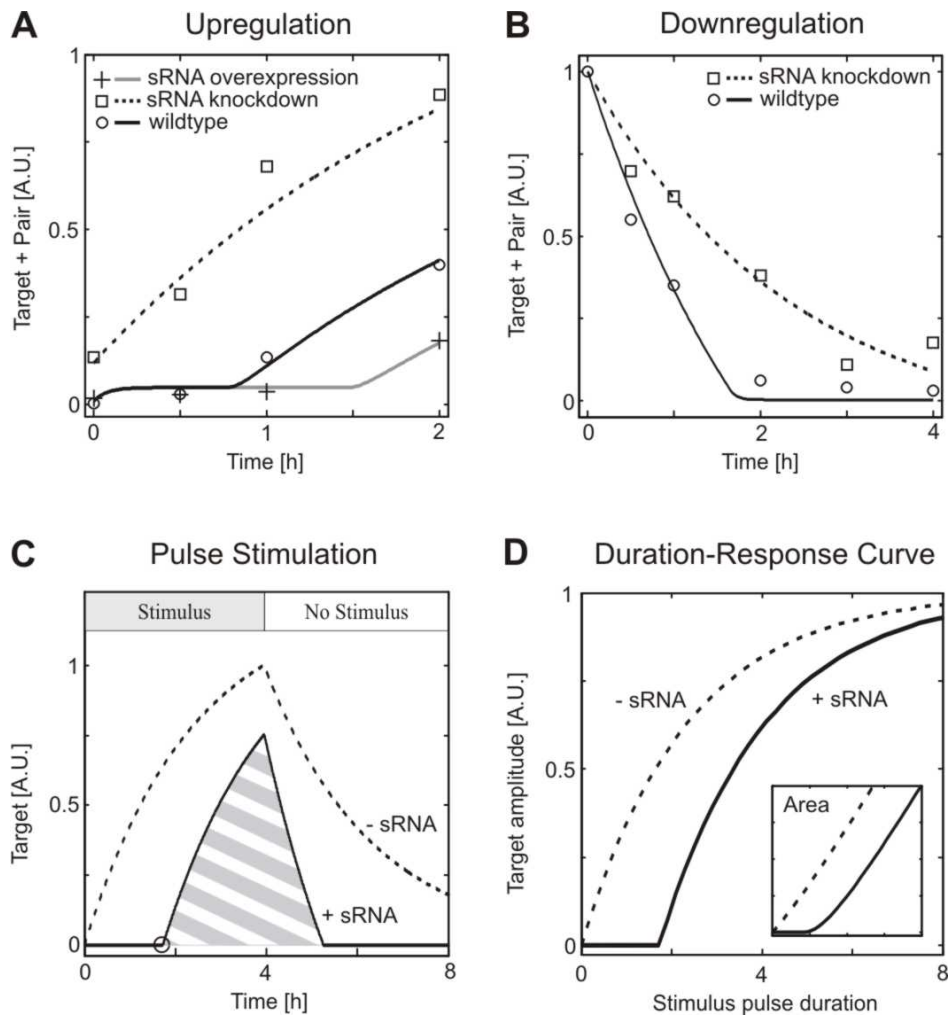 A Upregulation
1
sRNA overexpression
sRNA knockdown
wildtype
Target + Pair [A.U.]
0.5
0
0 1 2
Time [h]
B Downregulation
1
sRNA knockdown
wildtype
Target + Pair [A.U.]
0.5
0
0 1 2 3 4
Time [h]
C Pulse Stimulation
Stimulus No Stimulus
1
Target [A.U.]
0.5
- sRNA
+ sRNA
0
0 4 8
Time [h]
D Duration-Response Curve
1
Target amplitude [A.U.]
- sRNA + sRNA
0.5
Area
0
0 4 8
Stimulus pulse duration